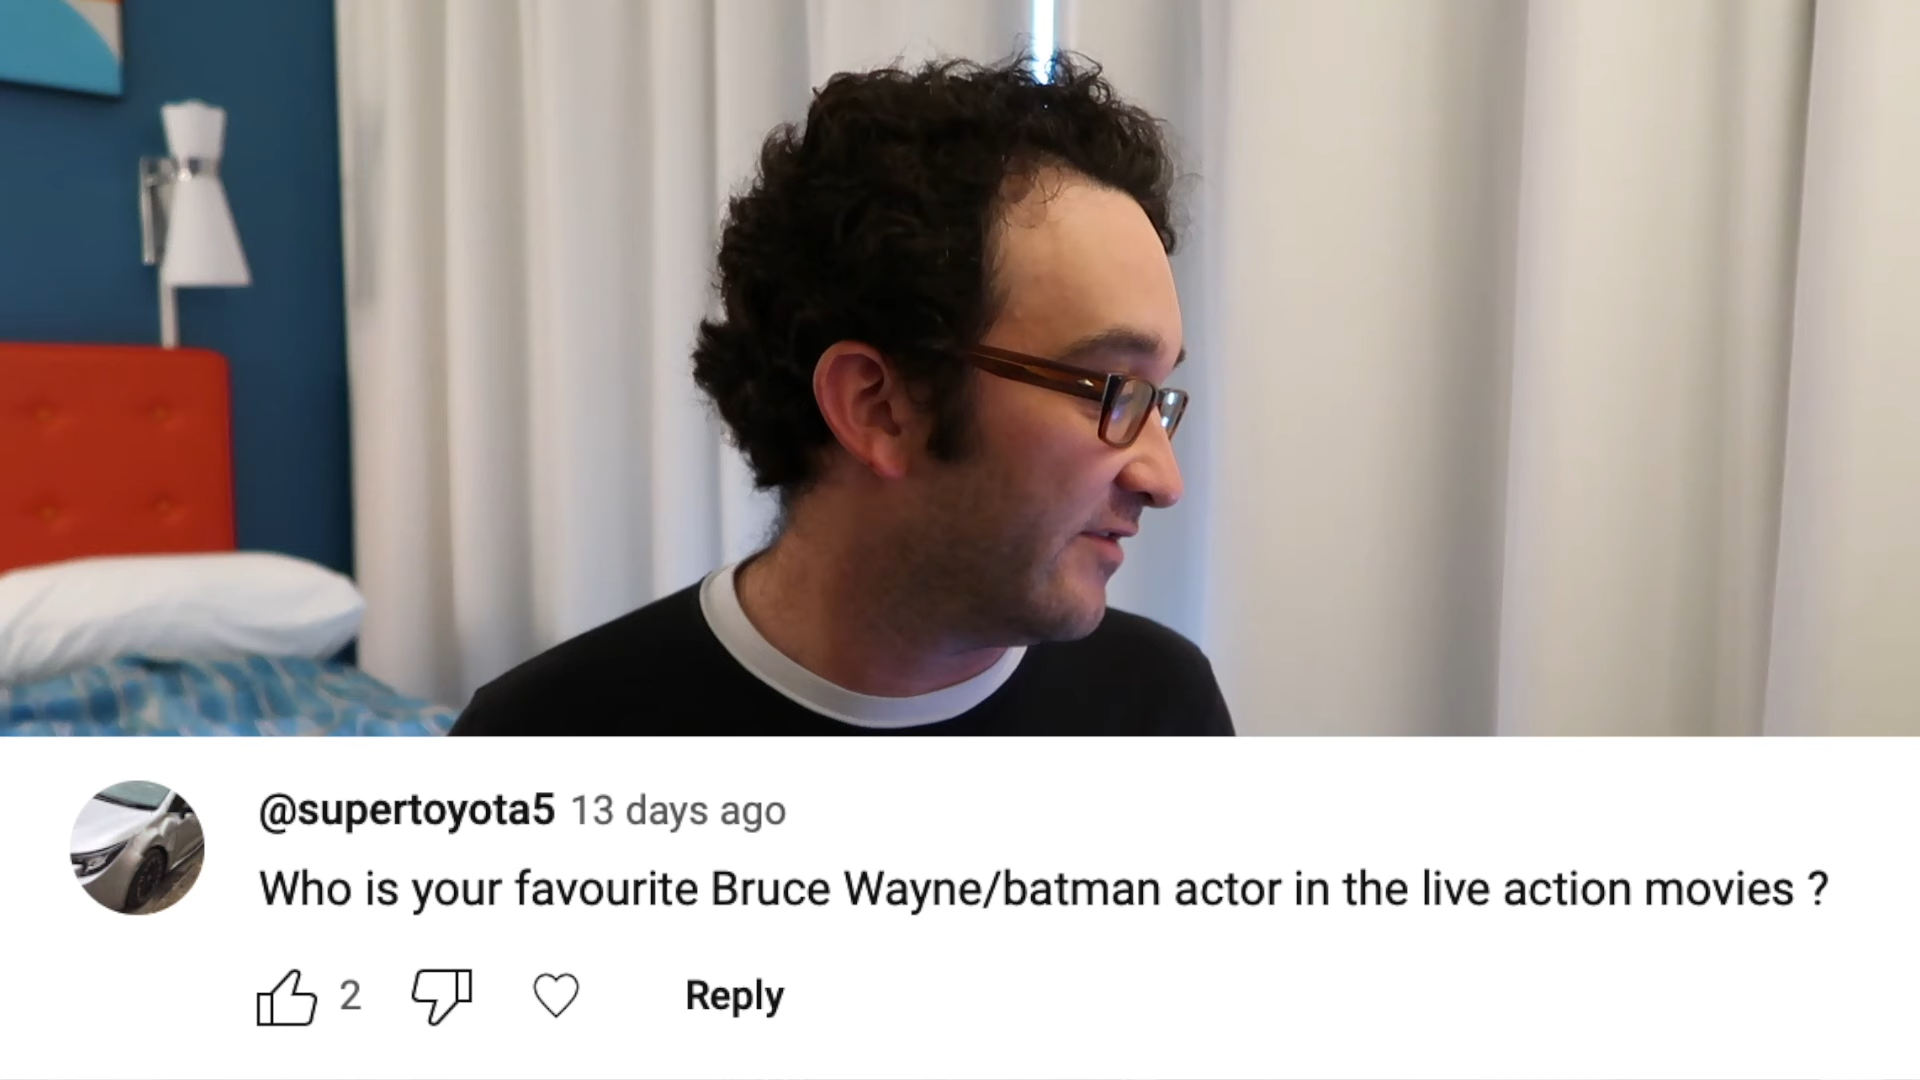 @supertoyota5 13 days ago
Who is your favourite Bruce Wayne/batman actor in the live action movies ?
2
Reply